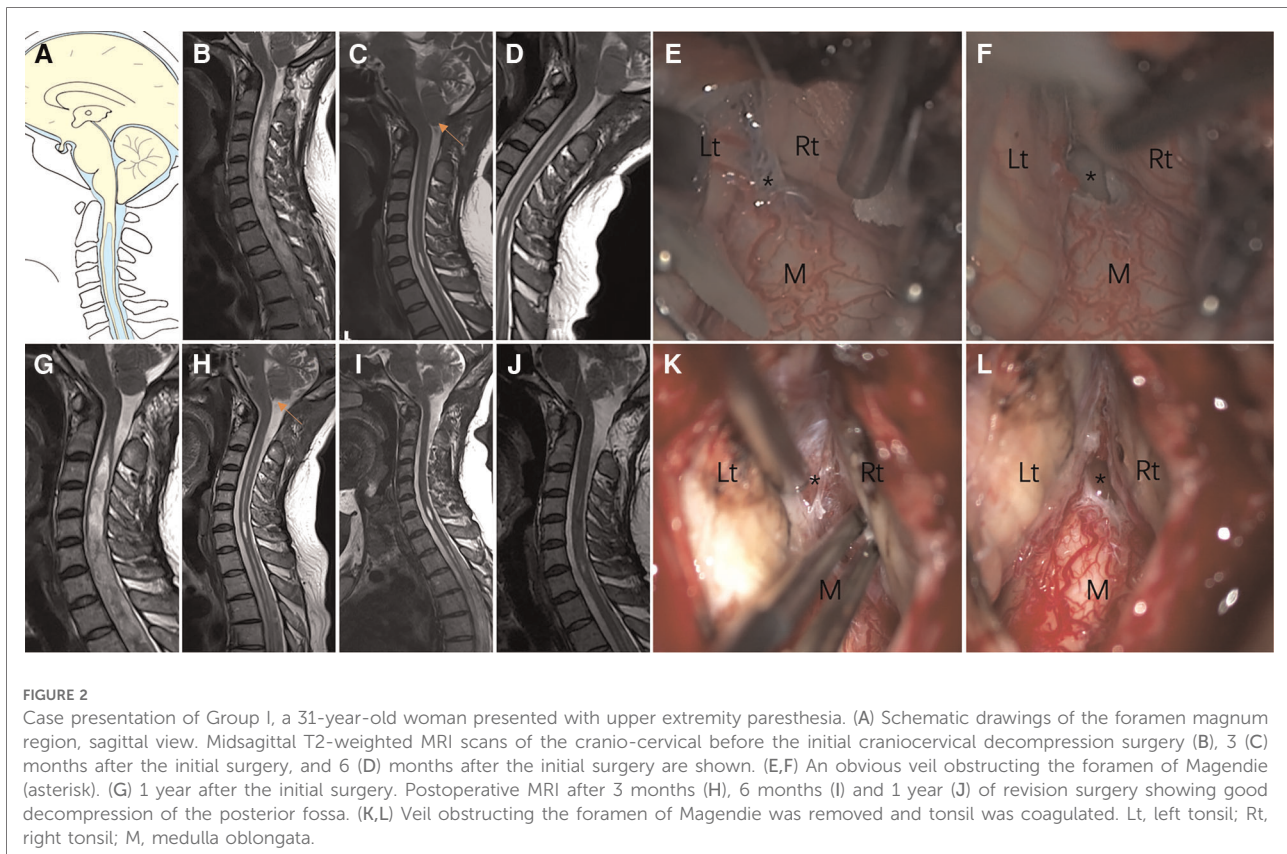 A B C D E F
Lt Rt * M
Lt Rt * M
G H I J K L
Lt Rt * M
Lt Rt * M
FIGURE 2
Case presentation of Group I, a 31-year-old woman presented with upper extremity paresthesia. (A) Schematic drawings of the foramen magnum
region, sagittal view. Midsagittal T2-weighted MRI scans of the cranio-cervical before the initial craniocervical decompression surgery (B), 3 (C)
months after the initial surgery, and 6 (D) months after the initial surgery are shown. (E,F) An obvious veil obstructing the foramen of Magendie
(asterisk). (G) 1 year after the initial surgery. Postoperative MRI after 3 months (H), 6 months (I) and 1 year (J) of revision surgery showing good
decompression of the posterior fossa. (K,L) Veil obstructing the foramen of Magendie was removed and tonsil was coagulated. Lt, left tonsil; Rt,
right tonsil; M, medulla oblongata.